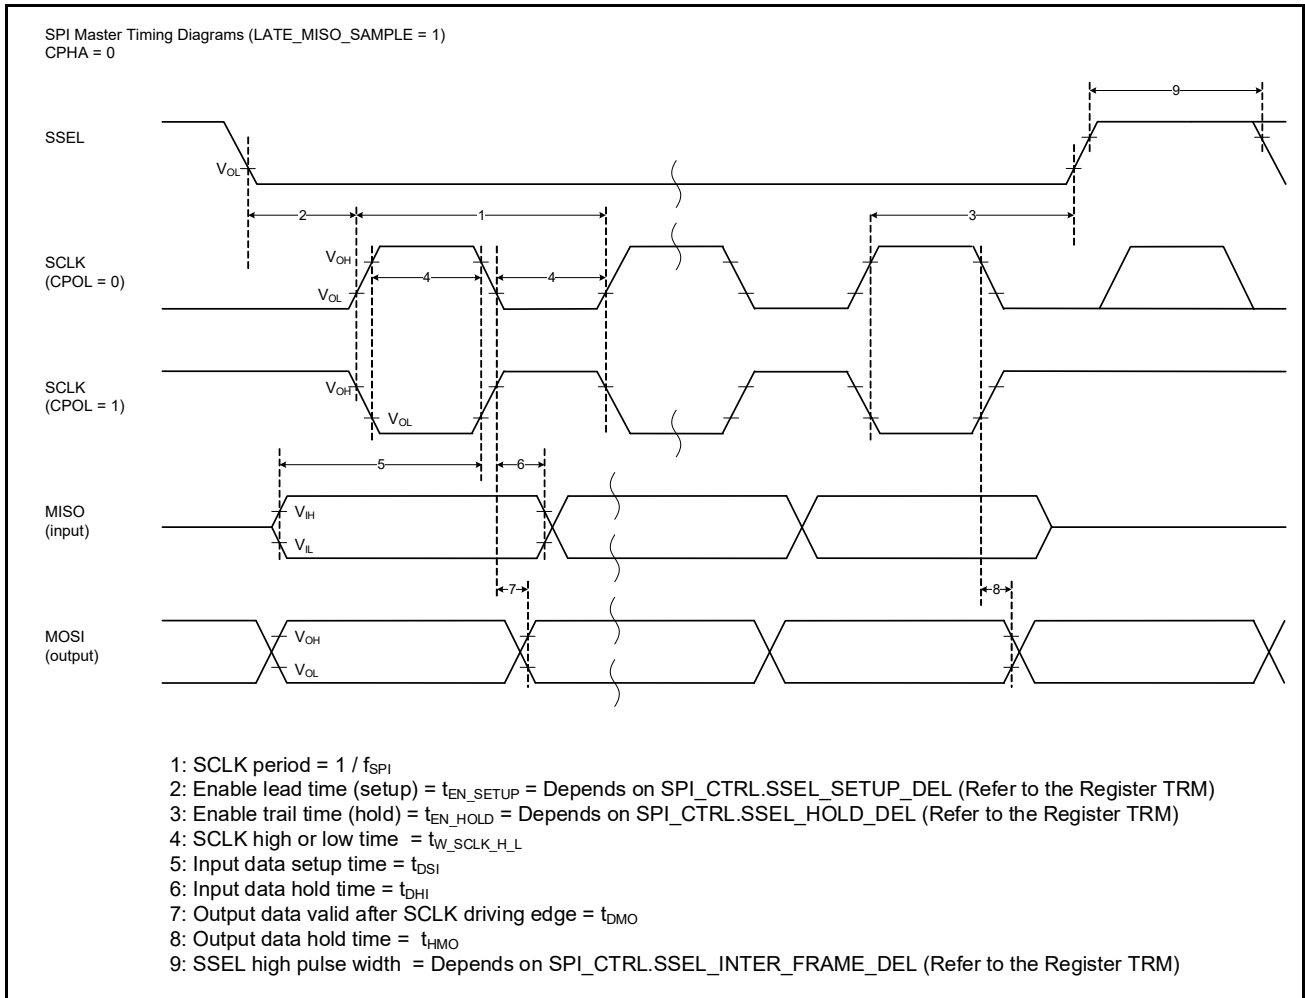 SPI Master Timing Diagrams (LATE_MISO_SAMPLE = 1)
CPHA = 0
9
SSEL
VOL
2
1
3
SCLK
(CPOL = 0)
VOH
4
4
VOL
SCLK
(CPOL = 1)
VOH
VOL
5
6
MISO
(input)
VIH
VIL
7
8
MOSI
(output)
VOH
VOL
1: SCLK period = 1 / fSPI
2: Enable lead time (setup) = tEN_SETUP = Depends on SPI_CTRL.SSEL_SETUP_DEL (Refer to the Register TRM)
3: Enable trail time (hold) = tEN_HOLD = Depends on SPI_CTRL.SSEL_HOLD_DEL (Refer to the Register TRM)
4: SCLK high or low time = tW_SCLK_H_L
5: Input data setup time = tDSI
6: Input data hold time = tDHI
7: Output data valid after SCLK driving edge = tDMO
8: Output data hold time = tHMO
9: SSEL high pulse width = Depends on SPI_CTRL.SSEL_INTER_FRAME_DEL (Refer to the Register TRM)